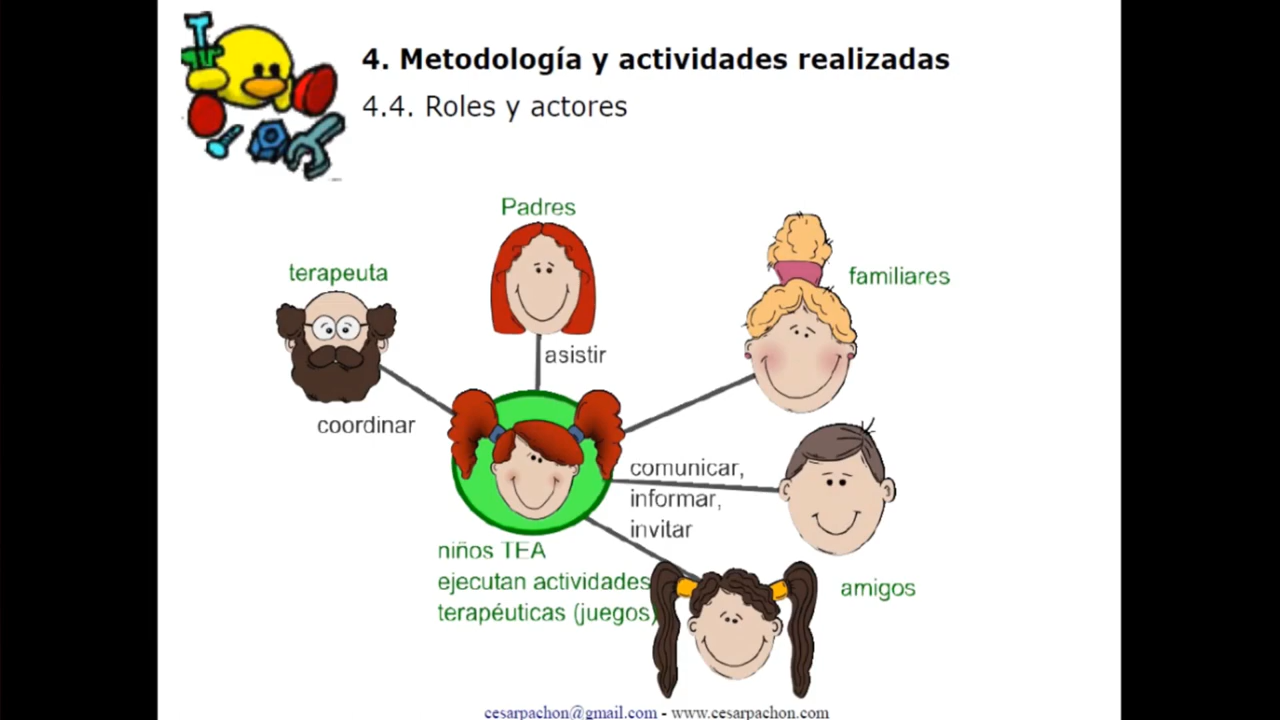 4. Metodología y actividades realizadas
4.4. Roles y actores
Padres
terapeuta
familiares
asistir
coordinar
comunicar,
informar,
invitar
niños TEA
ejecutan actividades
terapéuticas (juegos)
amigos
cesarpachon@gmail.com - www.cesarpachon.com